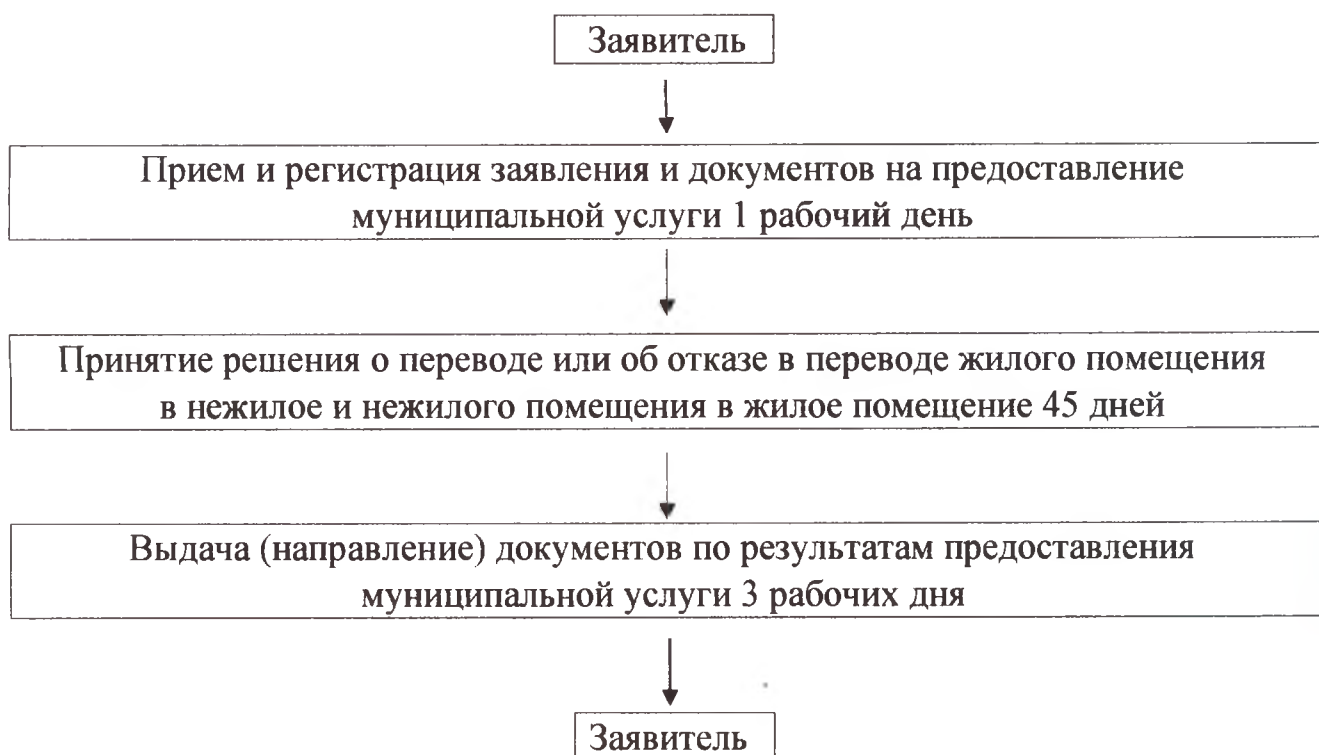 Заявитель
Прием и регистрация заявления и документов на предоставление
муниципальной услуги 1 рабочий день
Принятие решения о переводе или об отказе в переводе жилого помещения
в нежилое и нежилого помещения в жилое помещение 45 дней
Выдача (направление) документов по результатам предоставления
муниципальной услуги 3 рабочих дня
Заявитель